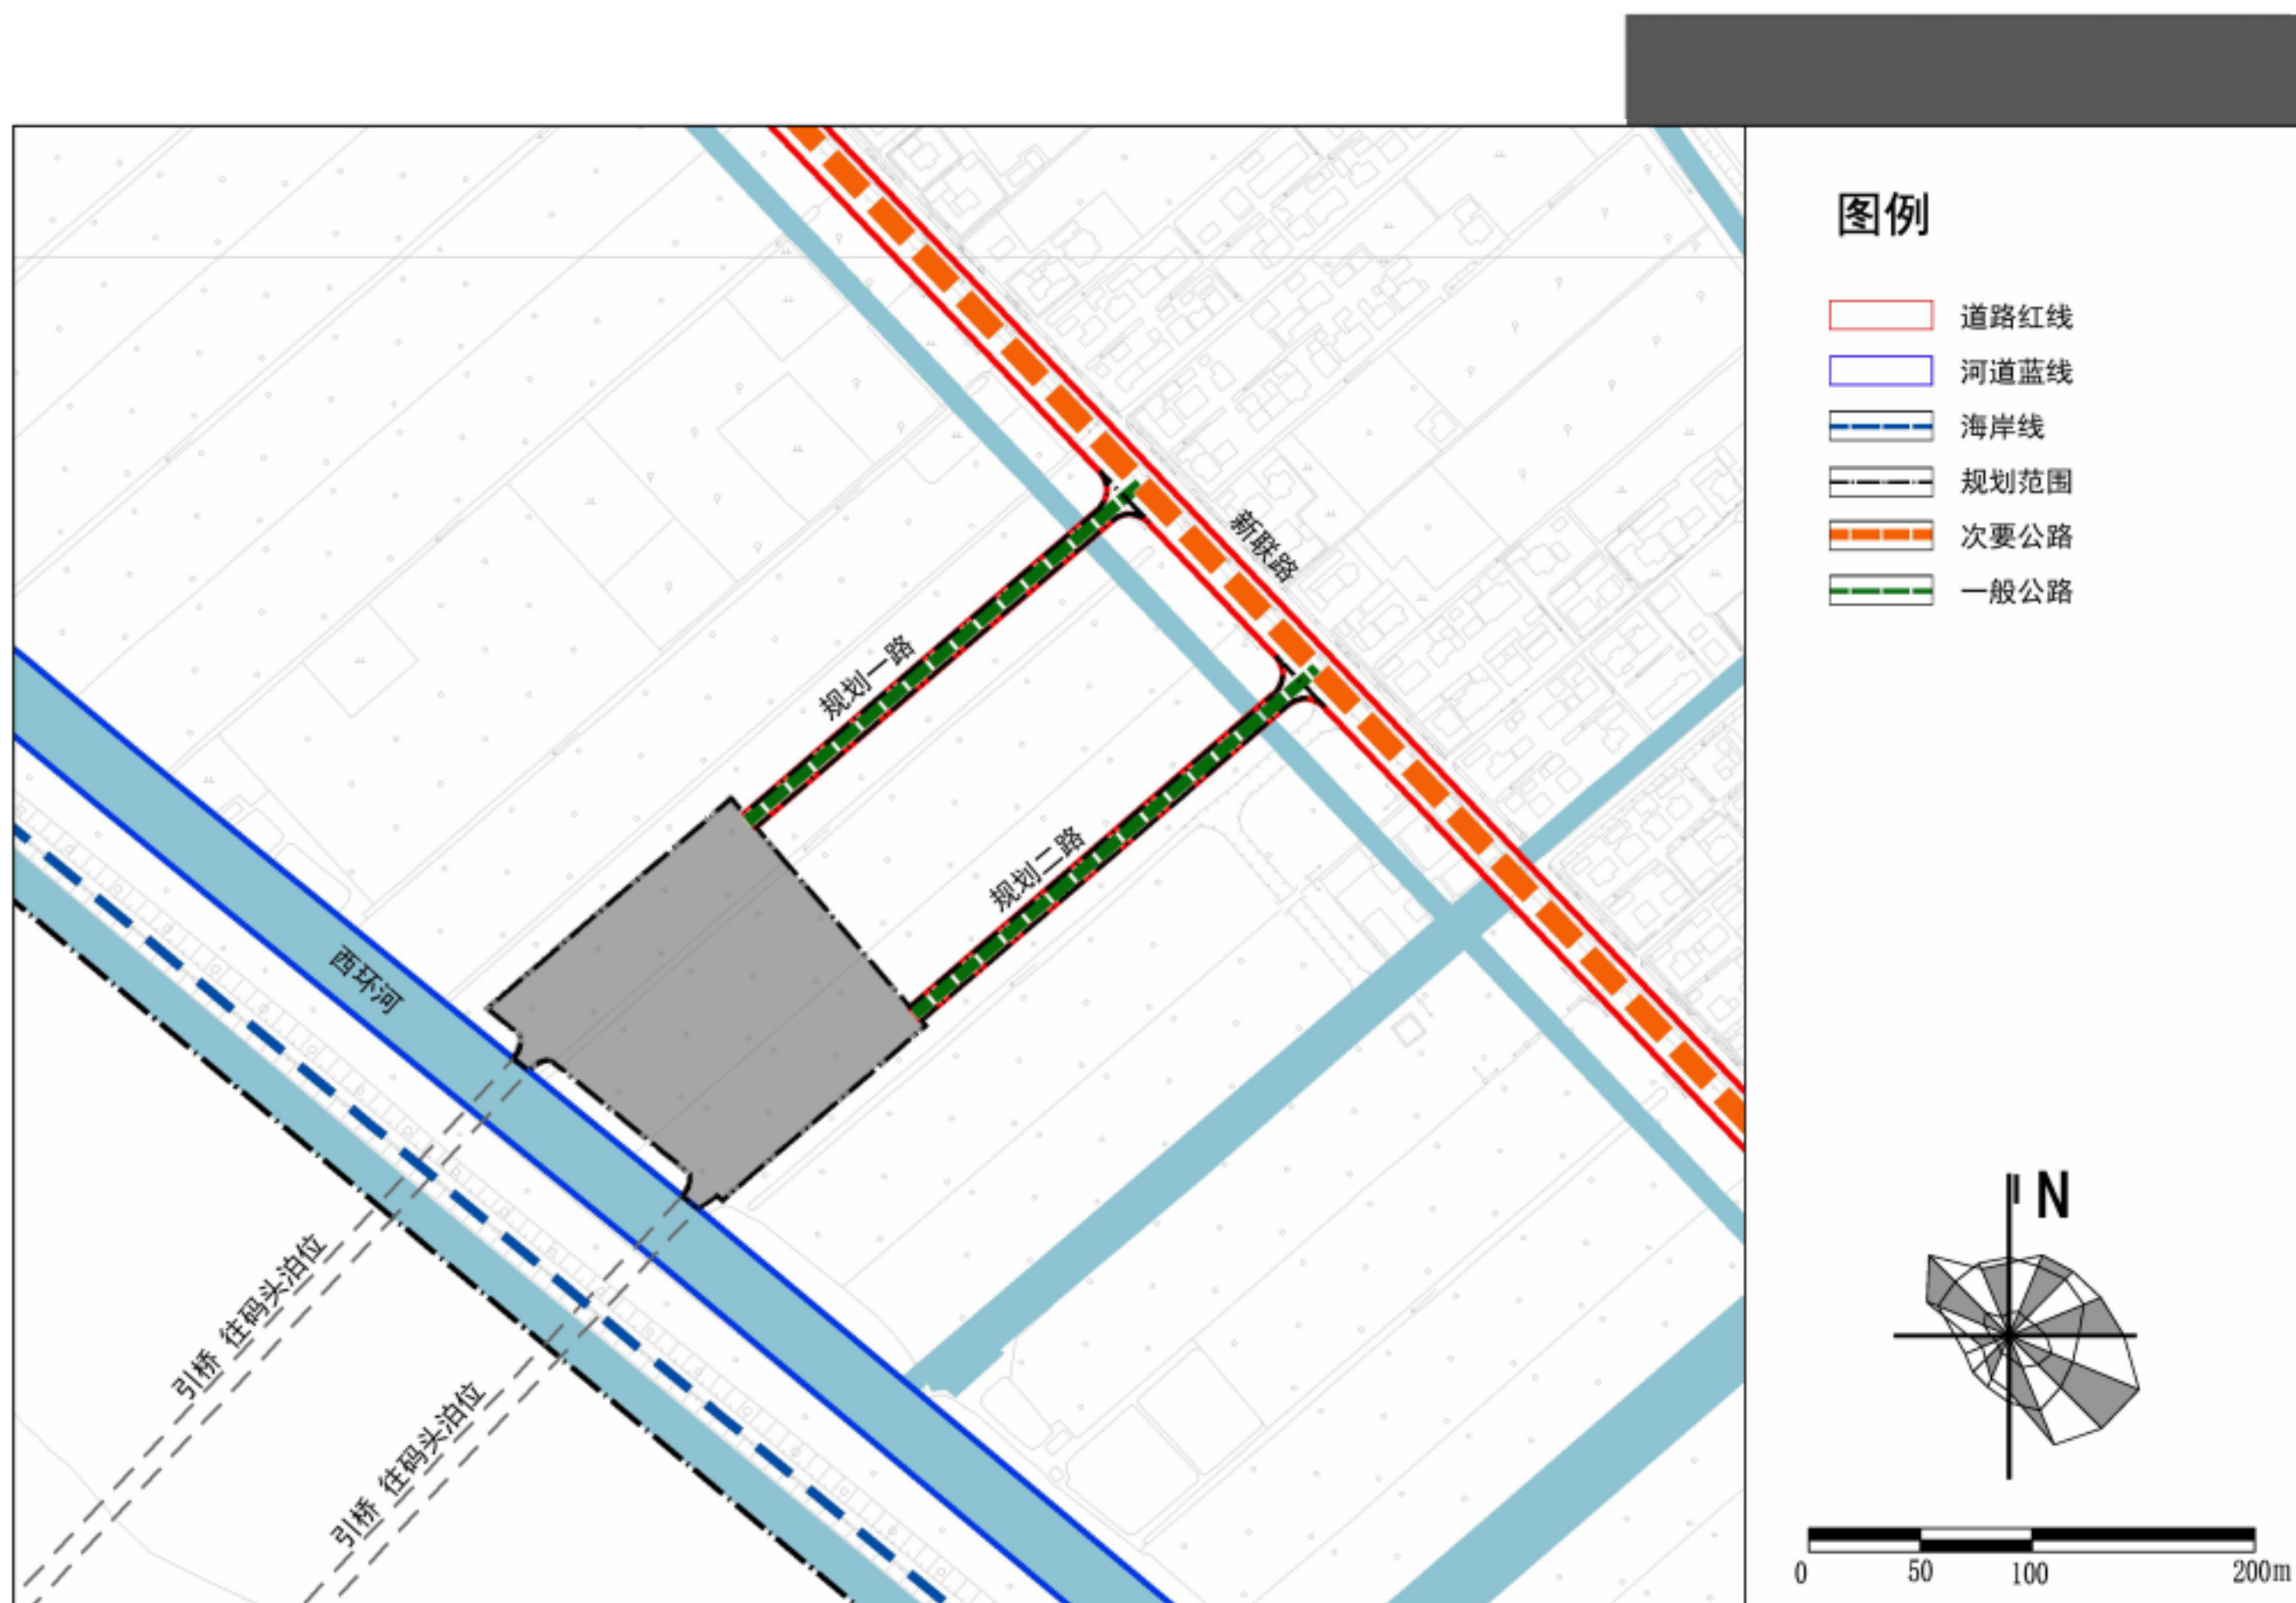 图例
道路红线
河道蓝线
海岸线
规划范围
次要公路
一般公路
新联路
规划一路
规划二路
西环河
引桥 往码头泊位
引桥 往码头泊位
N
0 50 100 200m